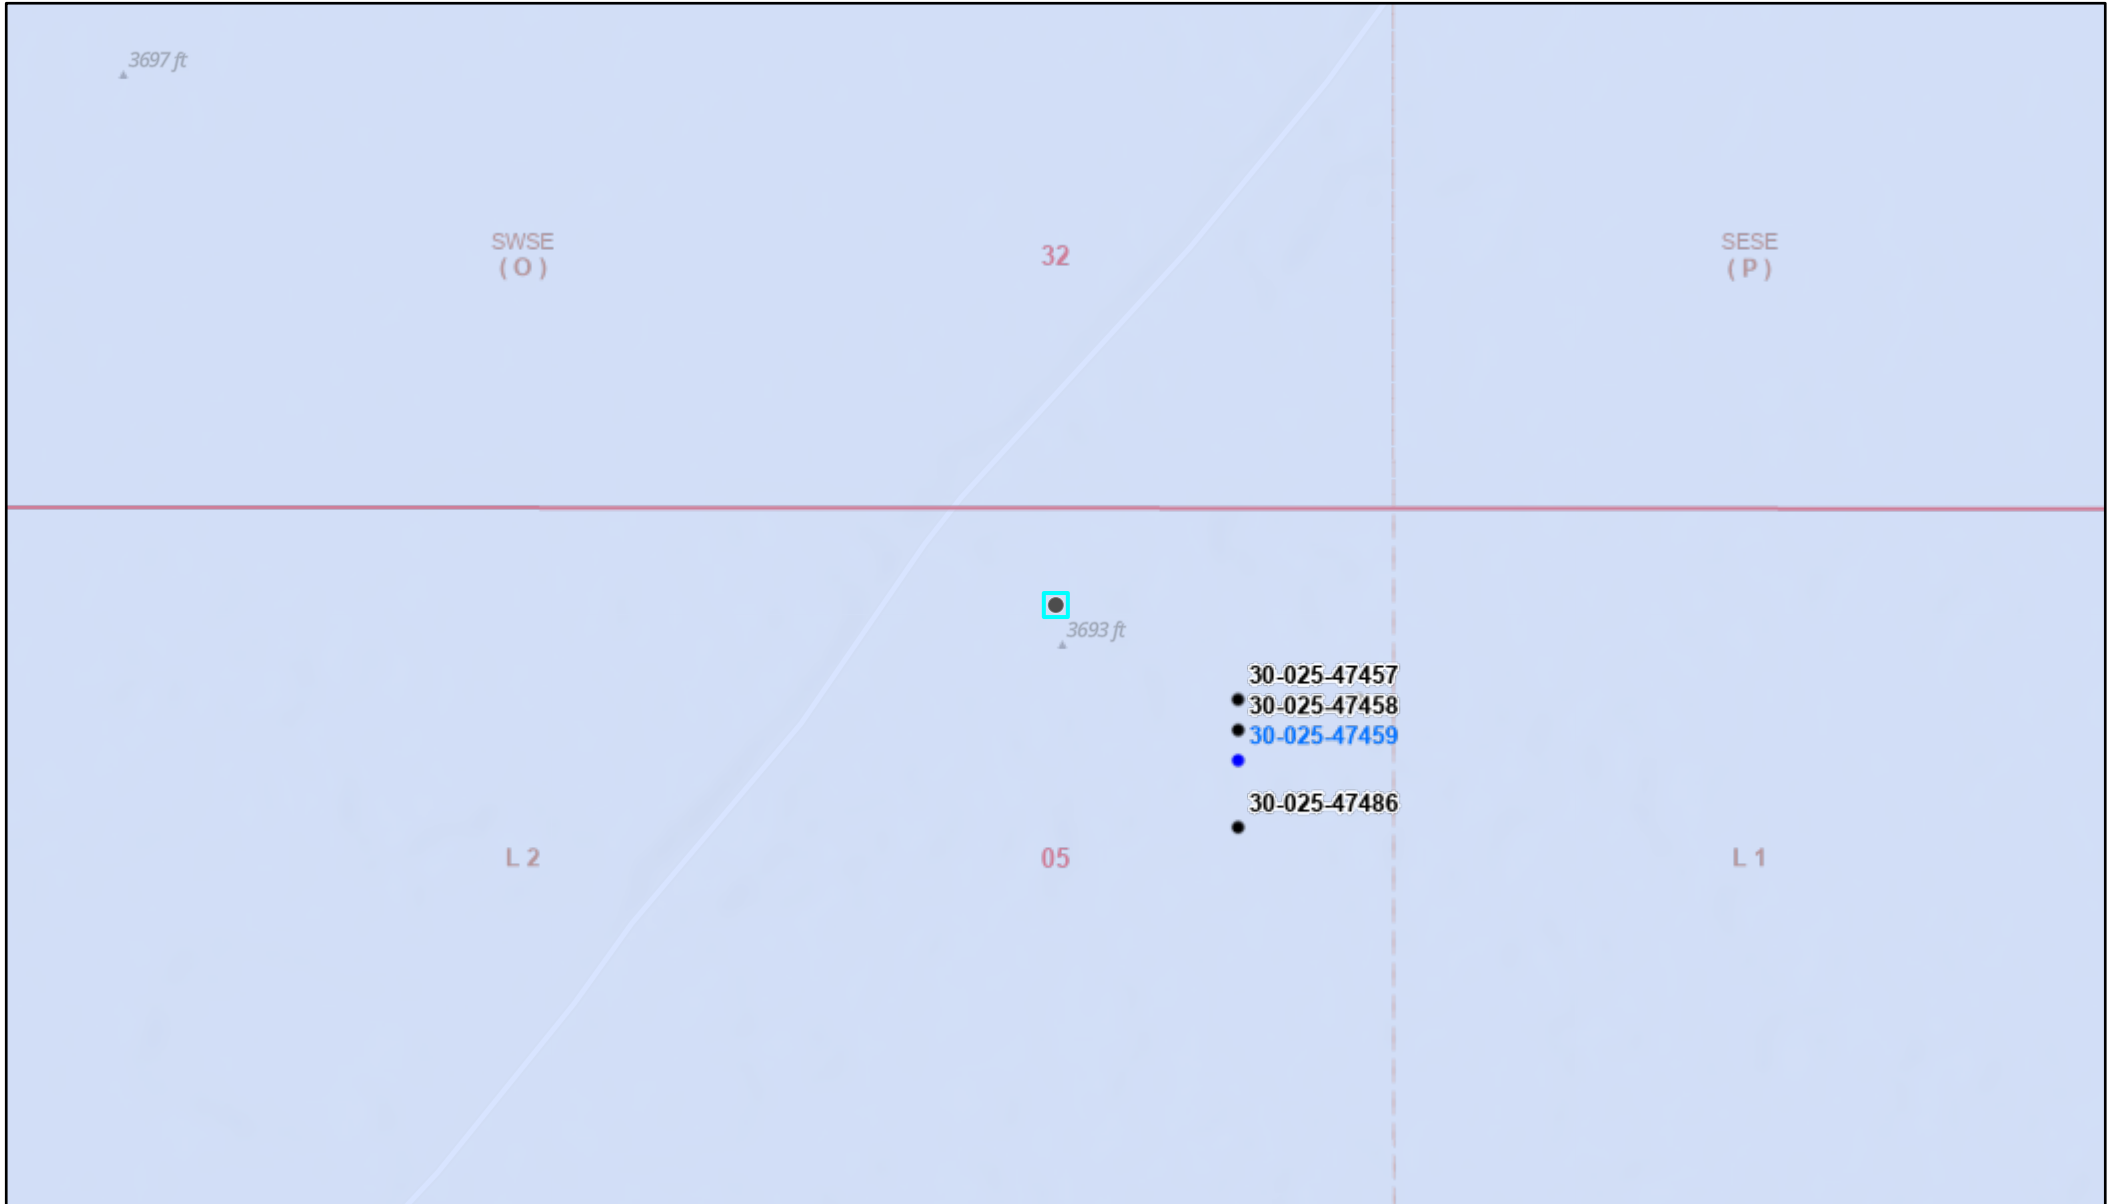 3697 ft
SWSE
( O )
32
SESE
( P )
3693 ft
30-025-47457
30-025-47458
30-025-47459
30-025-47486
L 2
05
L 1